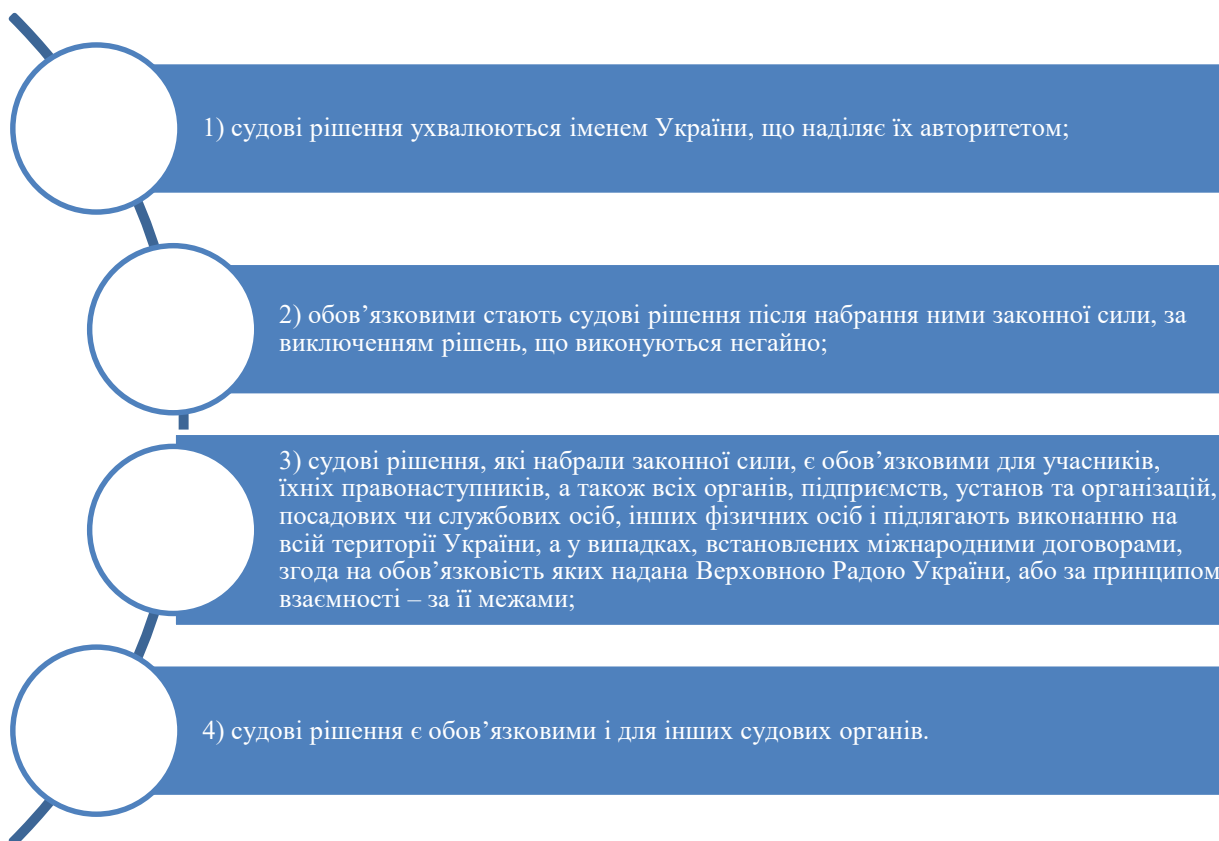 1) судові рішення ухвалюються іменем України, що наділяє їх авторитетом;
2) обов’язковими стають судові рішення після набрання ними законної сили, за
виключенням рішень, що виконуються негайно;
3) судові рішення, які набрали законної сили, є обов’язковими для учасників,
їхніх правонаступників, а також всіх органів, підприємств, установ та організацій,
посадових чи службових осіб, інших фізичних осіб і підлягають виконанню на
всій території України, а у випадках, встановлених міжнародними договорами,
згода на обов’язковість яких надана Верховною Радою України, або за принципом
взаємності – за її межами;
4) судові рішення є обов’язковими і для інших судових органів.